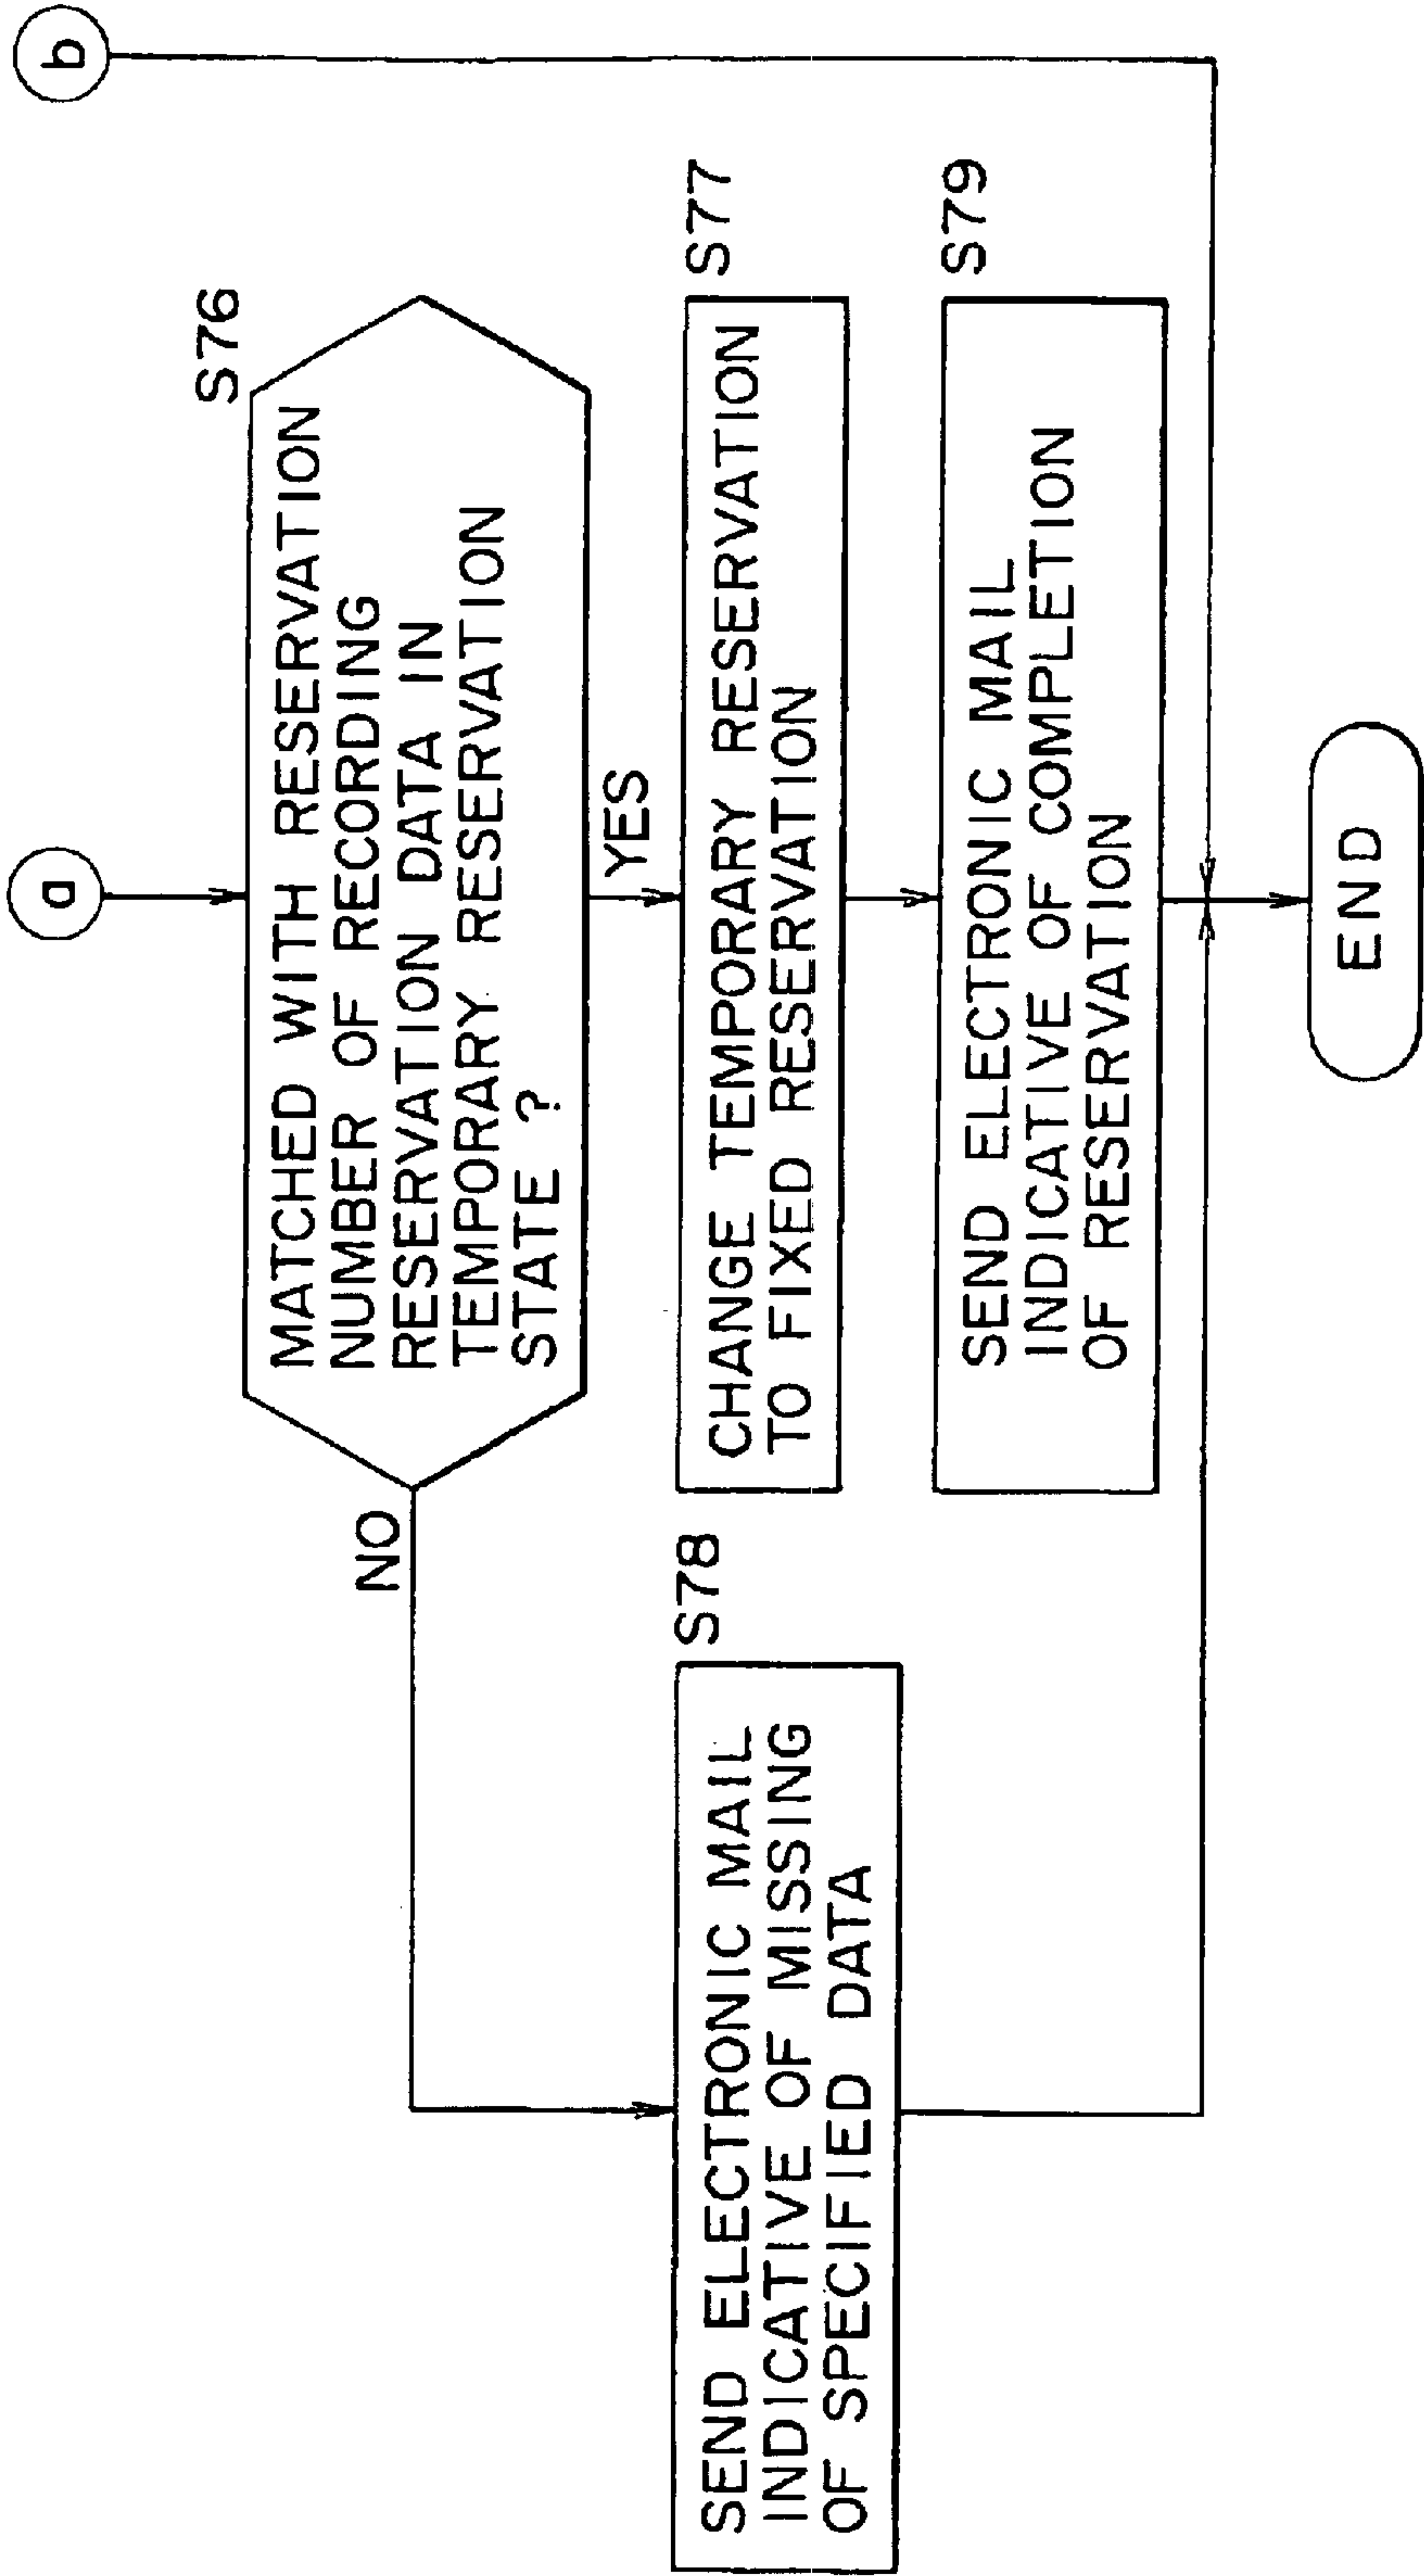 a
b
S76
MATCHED WITH RESERVATION
NUMBER OF RECORDING
RESERVATION DATA IN
TEMPORARY RESERVATION
STATE ?
NO
YES
S78
SEND ELECTRONIC MAIL
INDICATIVE OF MISSING
OF SPECIFIED DATA
S77
CHANGE TEMPORARY RESERVATION
TO FIXED RESERVATION
S79
SEND ELECTRONIC MAIL
INDICATIVE OF COMPLETION
OF RESERVATION
END